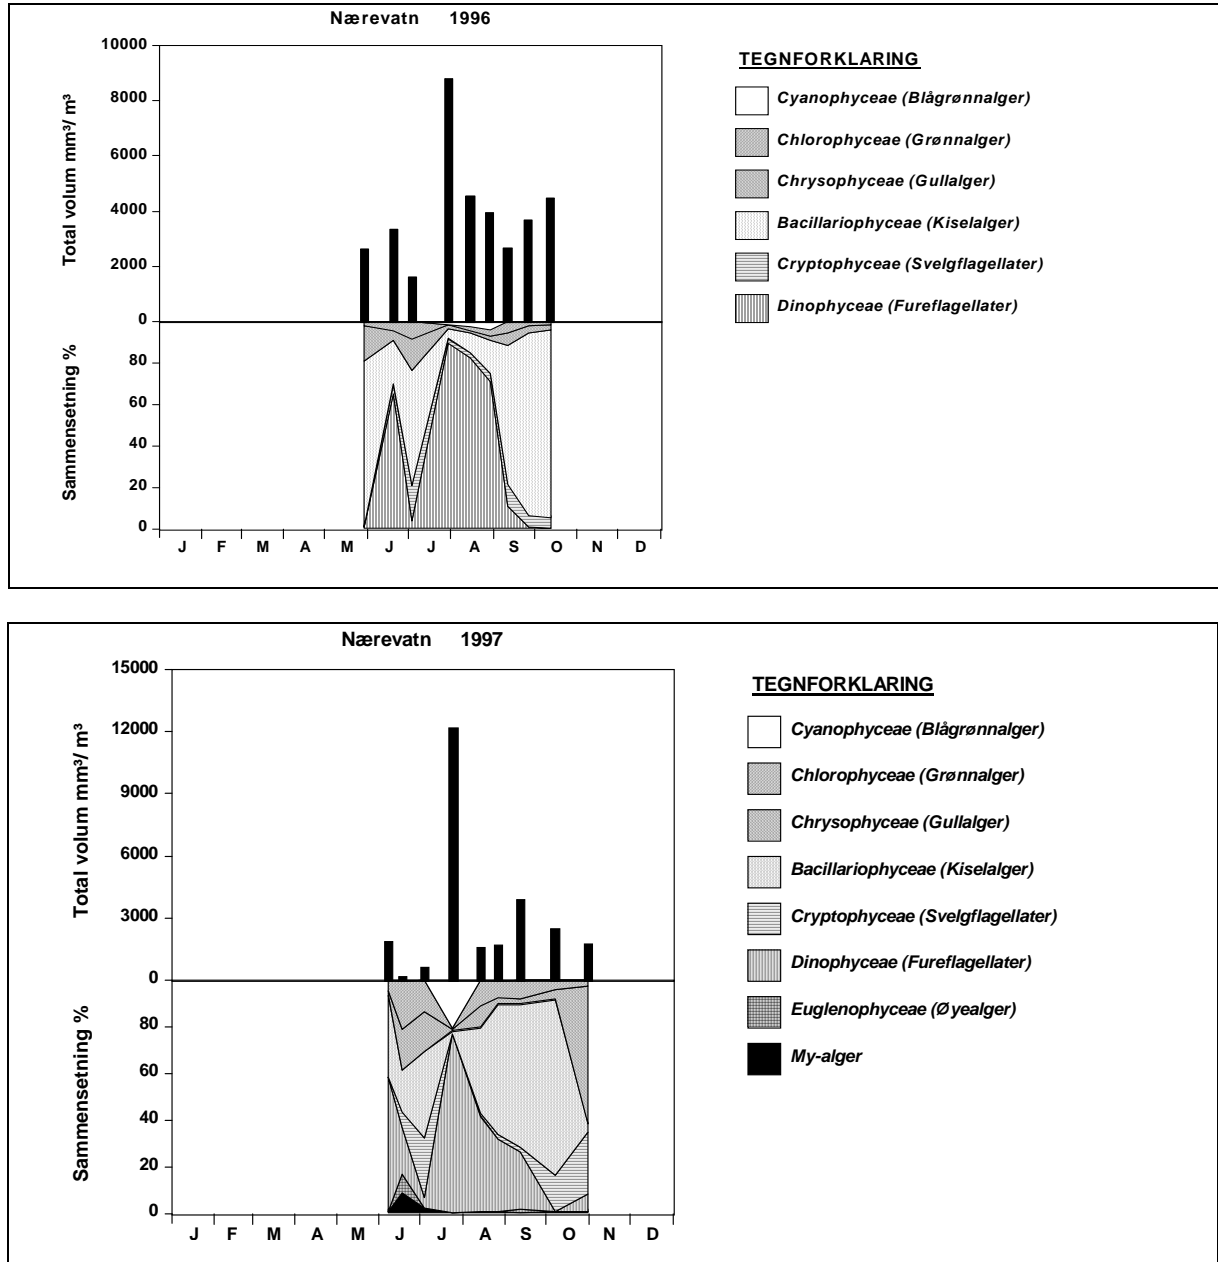 Nærevatn 1996
10000
8000
6000
4000
2000
0
Total volum mm³/ m³
80
60
40
20
0
Sammensetning %
J F M A M J J A S O N D
TEGNFORKLARING
Cyanophyceae (Blågrønnalger)
Chlorophyceae (Grønnalger)
Chrysophyceae (Gullalger)
Bacillariophyceae (Kiselalger)
Cryptophyceae (Svelgflagellater)
Dinophyceae (Fureflagellater)
Nærevatn 1997
15000
12000
9000
6000
3000
0
Total volum mm³/ m³
80
60
40
20
0
Sammensetning %
J F M A M J J A S O N D
TEGNFORKLARING
Cyanophyceae (Blågrønnalger)
Chlorophyceae (Grønnalger)
Chrysophyceae (Gullalger)
Bacillariophyceae (Kiselalger)
Cryptophyceae (Svelgflagellater)
Dinophyceae (Fureflagellater)
Euglenophyceae (Øyealger)
My-alger